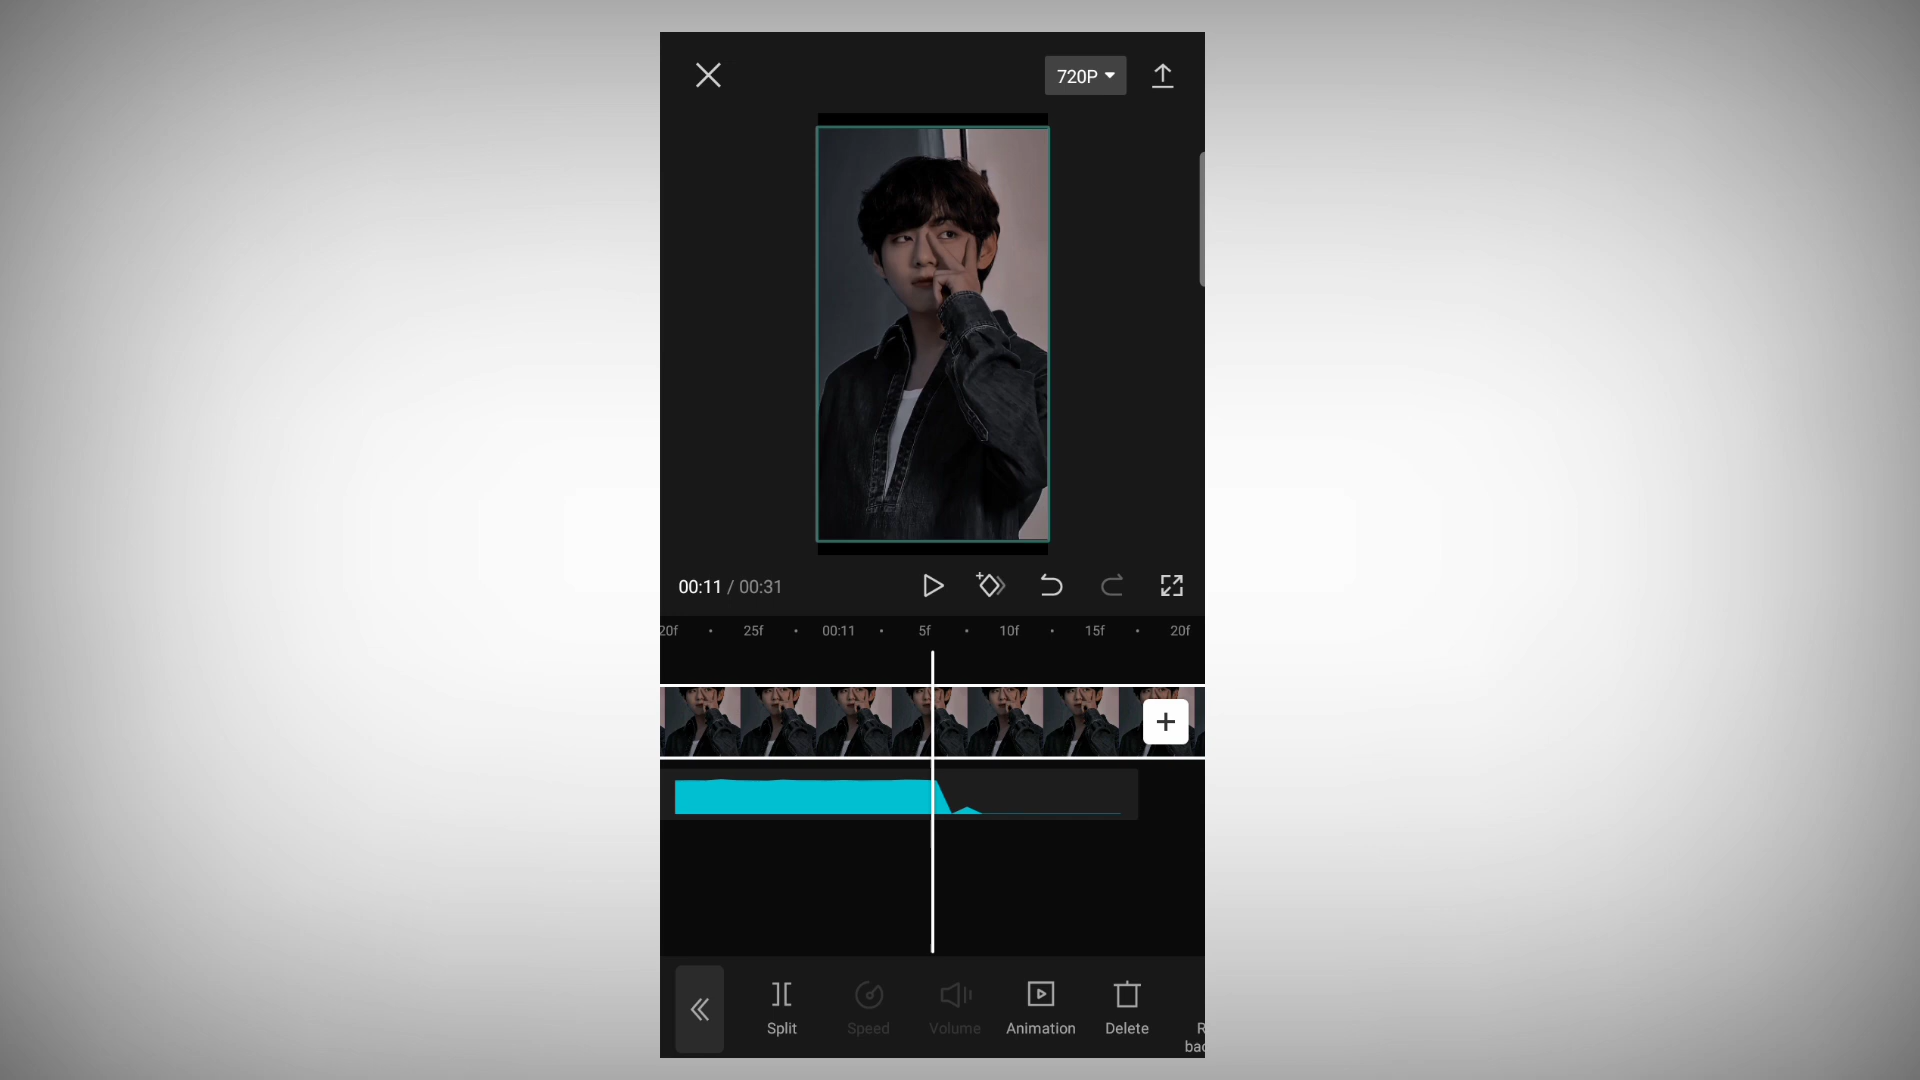 720P
00:11 / 00:31
20f 25f 00:11 5f 10f 15f 20f
Split Speed Volume Animation Delete